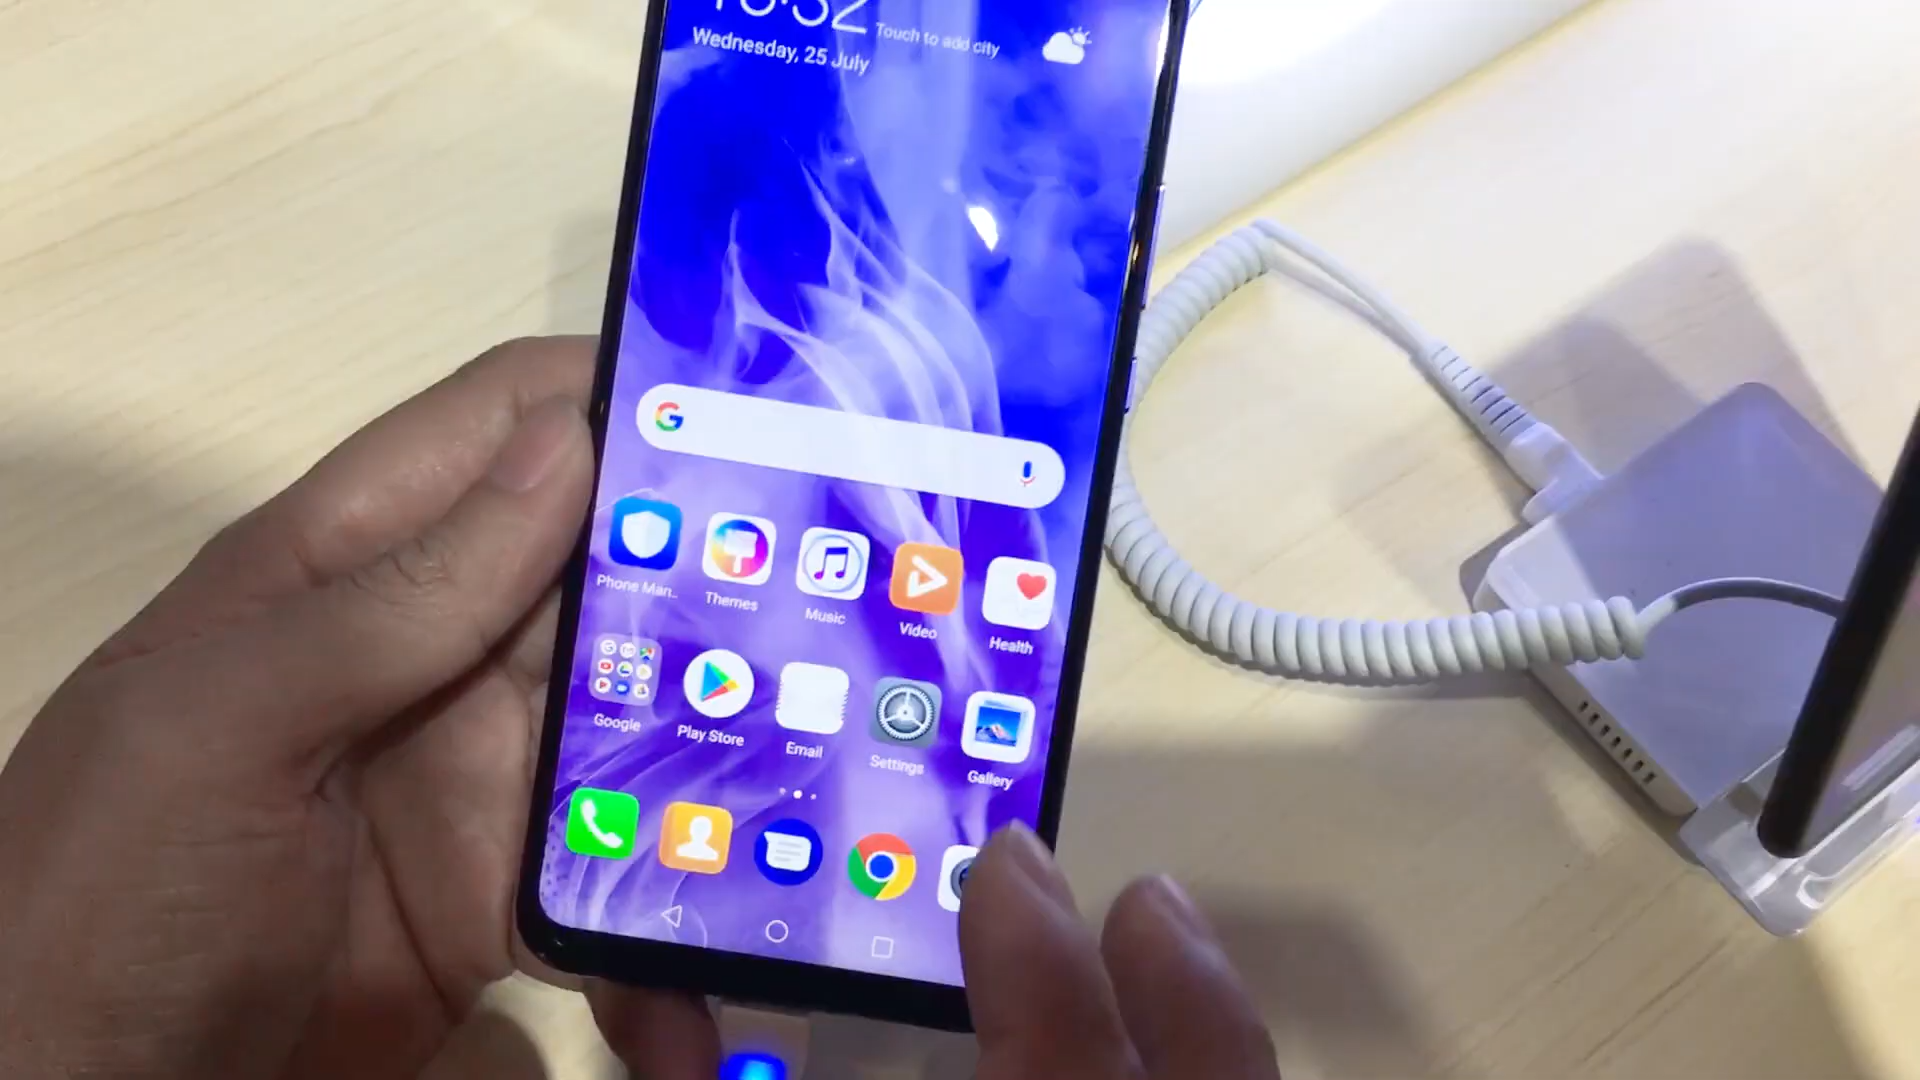 Touch to add city
Wednesday, 25 July
Phone Man..
Themes
Music
Video
Health
Google
Play Store
Email
Settings
Gallery